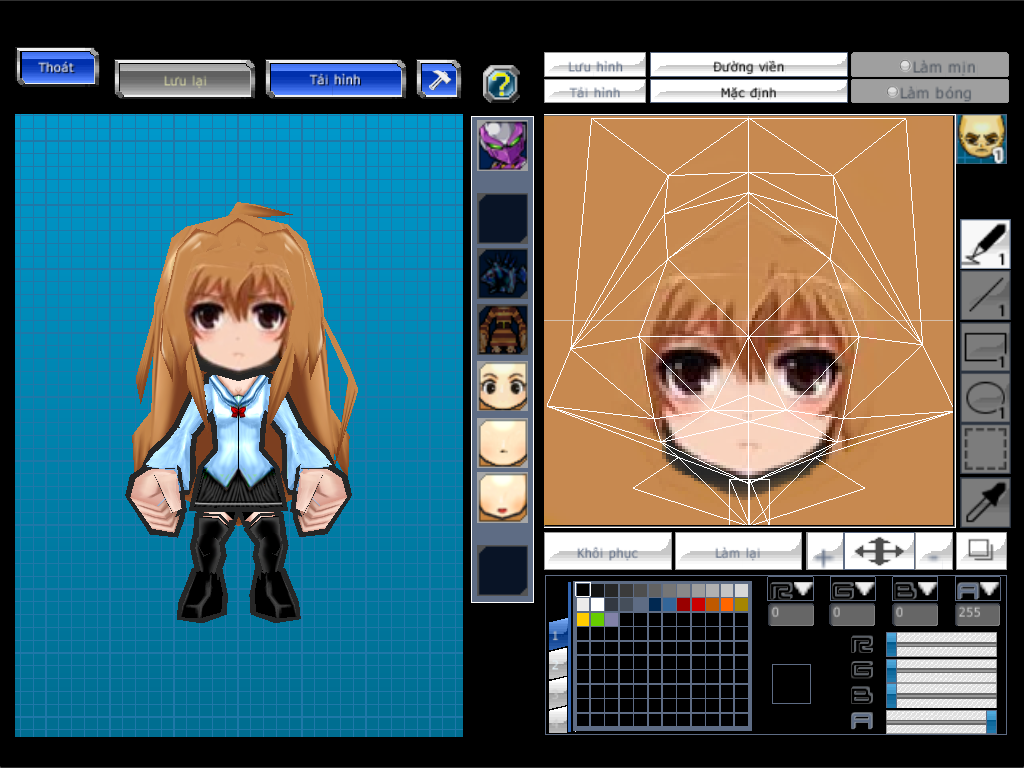 Thoát
Lưu lại
Tải hình
?
Lưu hình
Đường viền
Làm mịn
Tải hình
Mặc định
Làm bóng
1
1
1
1
1
Khôi phục
Làm lại
+
-
R
G
B
A
0
0
0
255
1
2
R
G
B
A